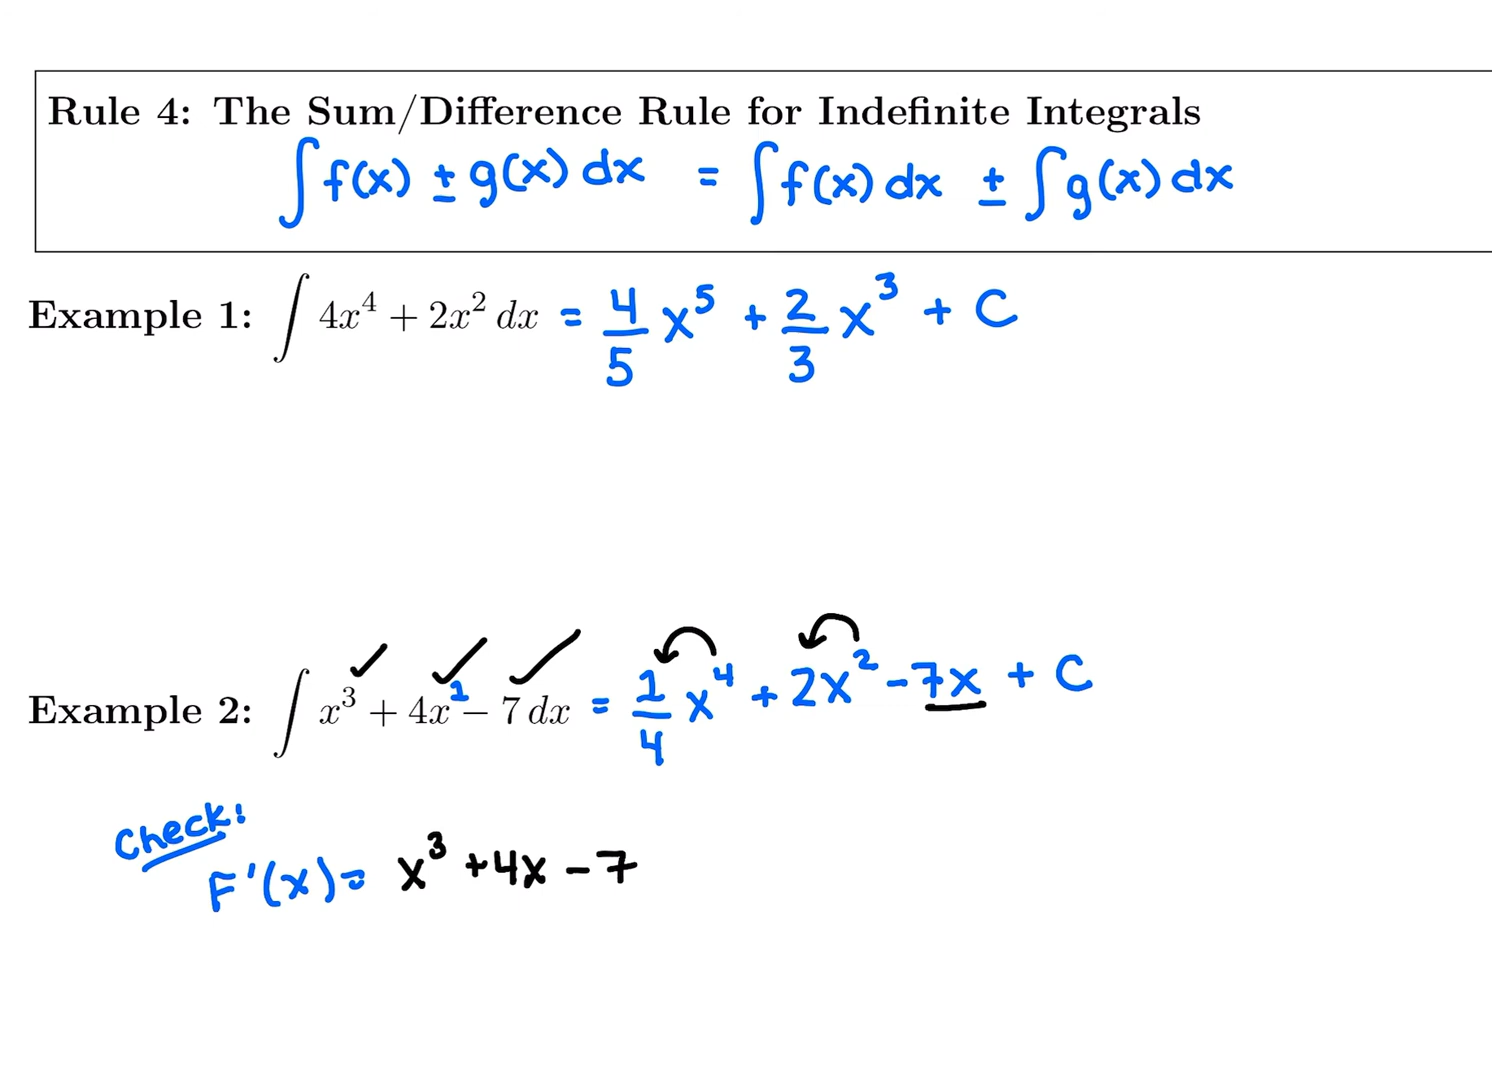 Rule 4: The Sum/Difference Rule for Indefinite Integrals
∫ f(x) ± g(x) dx = ∫ f(x) dx ± ∫ g(x) dx
Example 1: ∫ 4x⁴ + 2x² dx = 4/5 x⁵ + 2/3 x³ + C
Example 2: ∫ x³ + 4x¹ − 7 dx = 1/4 x⁴ + 2x² − 7x + C
Check!
F'(x) = x³ + 4x − 7